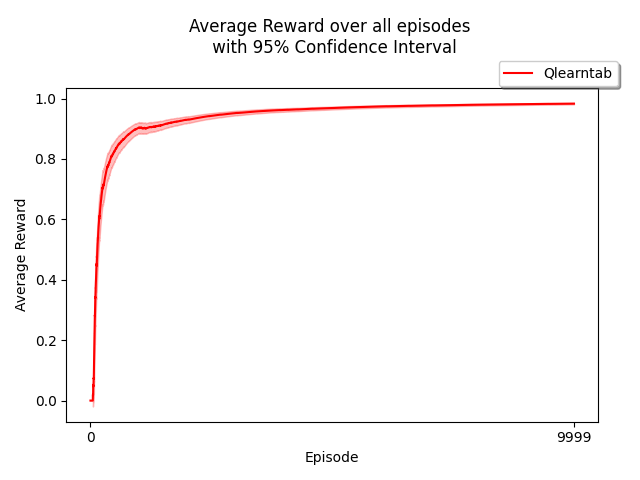 Average Reward over all episodes
with 95% Confidence Interval
Qlearntab
1.0
0.8
0.6
0.4
0.2
0.0
Average Reward
0
9999
Episode